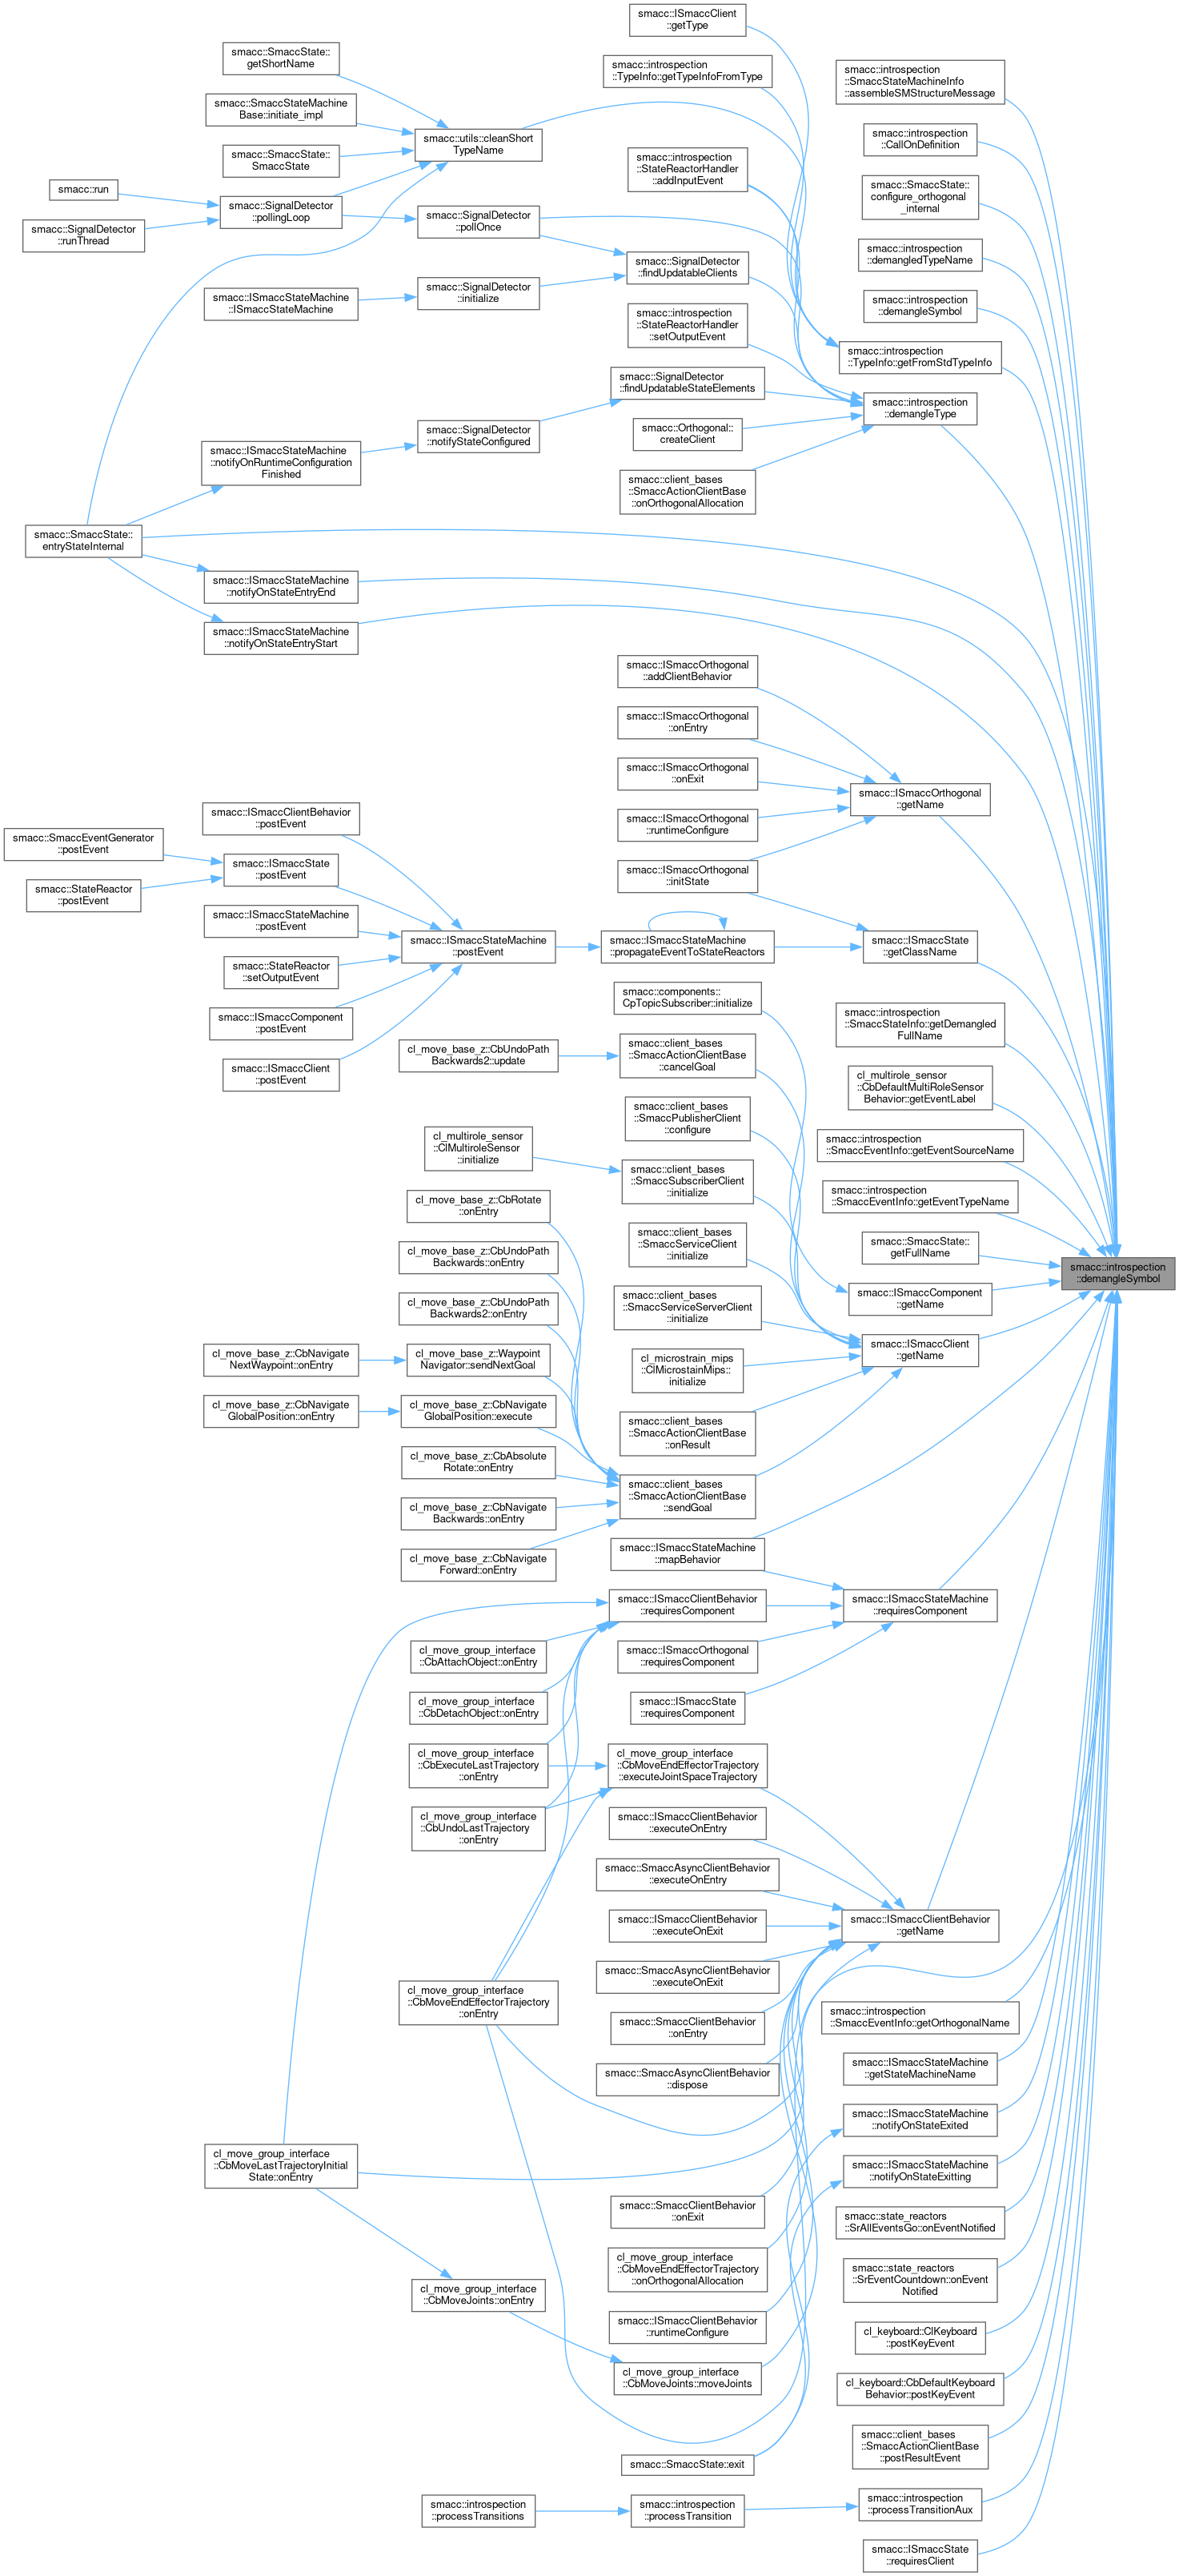 smacc::ISmaccClient
::getType
smacc::SmaccState::
getShortName
smacc::introspection
::TypeInfo::getTypeInfoFromType
smacc::introspection
::SmaccStateMachineInfo
::assembleSMStructureMessage
smacc::SmaccStateMachine
Base::initiate_impl
smacc::utils::cleanShort
TypeName
smacc::introspection
::CallOnDefinition
smacc::SmaccState::
SmaccState
smacc::introspection
::StateReactorHandler
::addInputEvent
smacc::SmaccState::
configure_orthogonal
_internal
smacc::run
smacc::SignalDetector
::pollingLoop
smacc::SignalDetector
::runThread
smacc::SignalDetector
::pollOnce
smacc::introspection
::demangledTypeName
smacc::SignalDetector
::findUpdatableClients
smacc::ISmaccStateMachine
::ISmaccStateMachine
smacc::SignalDetector
::initialize
smacc::introspection
::demangleSymbol
smacc::introspection
::StateReactorHandler
::setOutputEvent
smacc::introspection
::TypeInfo::getFromStdTypeInfo
smacc::SignalDetector
::findUpdatableStateElements
smacc::introspection
::demangleType
smacc::Orthogonal::
createClient
smacc::SignalDetector
::notifyStateConfigured
smacc::ISmaccStateMachine
::notifyOnRuntimeConfiguration
Finished
smacc::client_bases
::SmaccActionClientBase
::onOrthogonalAllocation
smacc::SmaccState::
entryStateInternal
smacc::ISmaccStateMachine
::notifyOnStateEntryEnd
smacc::ISmaccStateMachine
::notifyOnStateEntryStart
smacc::ISmaccOrthogonal
::addClientBehavior
smacc::ISmaccOrthogonal
::onEntry
smacc::ISmaccOrthogonal
::onExit
smacc::ISmaccOrthogonal
::getName
smacc::ISmaccOrthogonal
::runtimeConfigure
smacc::ISmaccClientBehavior
::postEvent
smacc::SmaccEventGenerator
::postEvent
smacc::ISmaccState
::postEvent
smacc::ISmaccOrthogonal
::initState
smacc::StateReactor
::postEvent
smacc::ISmaccStateMachine
::postEvent
smacc::ISmaccStateMachine
::postEvent
smacc::ISmaccStateMachine
::propagateEventToStateReactors
smacc::ISmaccState
::getClassName
smacc::StateReactor
::setOutputEvent
smacc::ISmaccComponent
::postEvent
smacc::ISmaccClient
::postEvent
smacc::components::
CpTopicSubscriber::initialize
smacc::introspection
::SmaccStateInfo::getDemangled
FullName
cl_move_base_z::CbUndoPath
Backwards2::update
smacc::client_bases
::SmaccActionClientBase
::cancelGoal
cl_multirole_sensor
::CbDefaultMultiRoleSensor
Behavior::getEventLabel
smacc::client_bases
::SmaccPublisherClient
::configure
cl_multirole_sensor
::ClMultiroleSensor
::initialize
smacc::introspection
::SmaccEventInfo::getEventSourceName
smacc::client_bases
::SmaccSubscriberClient
::initialize
smacc::introspection
::SmaccEventInfo::getEventTypeName
cl_move_base_z::CbRotate
::onEntry
smacc::client_bases
::SmaccServiceClient
::initialize
smacc::SmaccState::
getFullName
cl_move_base_z::CbUndoPath
Backwards::onEntry
smacc::introspection
::demangleSymbol
smacc::ISmaccComponent
::getName
cl_move_base_z::CbUndoPath
Backwards2::onEntry
smacc::client_bases
::SmaccServiceServerClient
::initialize
smacc::ISmaccClient
::getName
cl_move_base_z::CbNavigate
NextWaypoint::onEntry
cl_move_base_z::Waypoint
Navigator::sendNextGoal
cl_microstrain_mips
::ClMicrostainMips::
initialize
cl_move_base_z::CbNavigate
GlobalPosition::onEntry
cl_move_base_z::CbNavigate
GlobalPosition::execute
smacc::client_bases
::SmaccActionClientBase
::onResult
cl_move_base_z::CbAbsolute
Rotate::onEntry
smacc::client_bases
::SmaccActionClientBase
::sendGoal
cl_move_base_z::CbNavigate
Backwards::onEntry
cl_move_base_z::CbNavigate
Forward::onEntry
smacc::ISmaccStateMachine
::mapBehavior
smacc::ISmaccClientBehavior
::requiresComponent
smacc::ISmaccStateMachine
::requiresComponent
cl_move_group_interface
::CbAttachObject::onEntry
smacc::ISmaccOrthogonal
::requiresComponent
cl_move_group_interface
::CbDetachObject::onEntry
smacc::ISmaccState
::requiresComponent
cl_move_group_interface
::CbExecuteLastTrajectory
::onEntry
cl_move_group_interface
::CbMoveEndEffectorTrajectory
::executeJointSpaceTrajectory
cl_move_group_interface
::CbUndoLastTrajectory
::onEntry
smacc::ISmaccClientBehavior
::executeOnEntry
smacc::SmaccAsyncClientBehavior
::executeOnEntry
smacc::ISmaccClientBehavior
::executeOnExit
smacc::ISmaccClientBehavior
::getName
smacc::SmaccAsyncClientBehavior
::executeOnExit
cl_move_group_interface
::CbMoveEndEffectorTrajectory
::onEntry
smacc::SmaccClientBehavior
::onEntry
smacc::introspection
::SmaccEventInfo::getOrthogonalName
smacc::SmaccAsyncClientBehavior
::dispose
smacc::ISmaccStateMachine
::getStateMachineName
smacc::ISmaccStateMachine
::notifyOnStateExited
cl_move_group_interface
::CbMoveLastTrajectoryInitial
State::onEntry
smacc::ISmaccStateMachine
::notifyOnStateExitting
smacc::SmaccClientBehavior
::onExit
smacc::state_reactors
::SrAllEventsGo::onEventNotified
cl_move_group_interface
::CbMoveEndEffectorTrajectory
::onOrthogonalAllocation
smacc::state_reactors
::SrEventCountdown::onEvent
Notified
cl_move_group_interface
::CbMoveJoints::onEntry
smacc::ISmaccClientBehavior
::runtimeConfigure
cl_keyboard::ClKeyboard
::postKeyEvent
cl_move_group_interface
::CbMoveJoints::moveJoints
cl_keyboard::CbDefaultKeyboard
Behavior::postKeyEvent
smacc::client_bases
::SmaccActionClientBase
::postResultEvent
smacc::SmaccState::exit
smacc::introspection
::processTransitions
smacc::introspection
::processTransition
smacc::introspection
::processTransitionAux
smacc::ISmaccState
::requiresClient